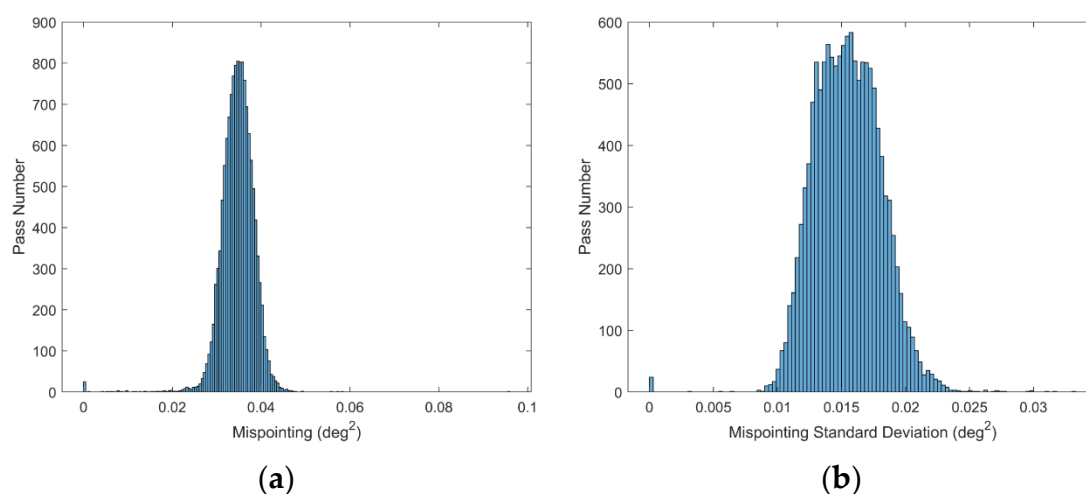 900
800
700
600
500
400
300
200
100
0
Pass Number
0 0.02 0.04 0.06 0.08 0.1
Mispointing (deg²)
(a)
600
500
400
300
200
100
0
Pass Number
0 0.005 0.01 0.015 0.02 0.025 0.03
Mispointing Standard Deviation (deg²)
(b)